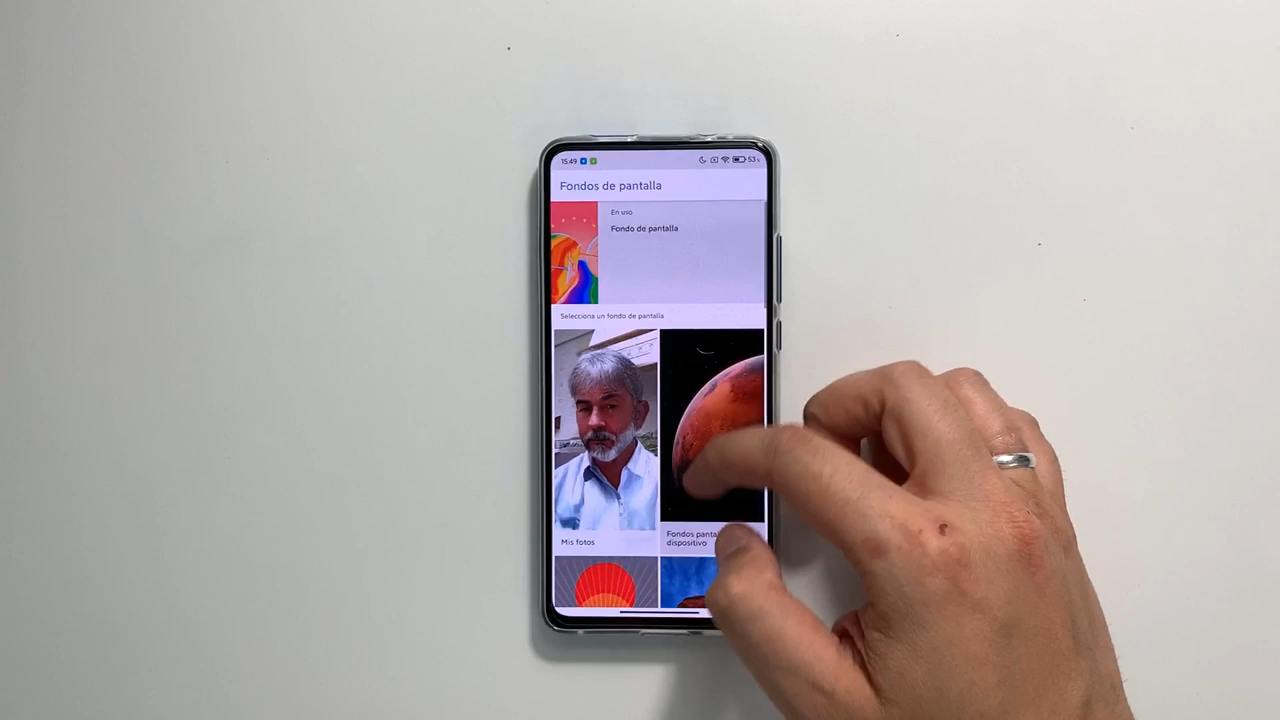 15:49 53
Fondos de pantalla
En uso
Fondo de pantalla
Selecciona un fondo de pantalla
Mis fotos
Fondos
dispositivo